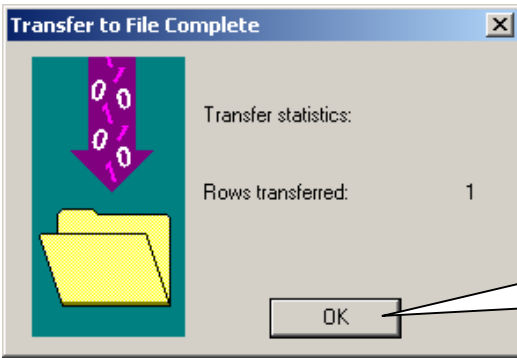 Transfer to File Complete
Transfer statistics:
Rows transferred: 1
OK